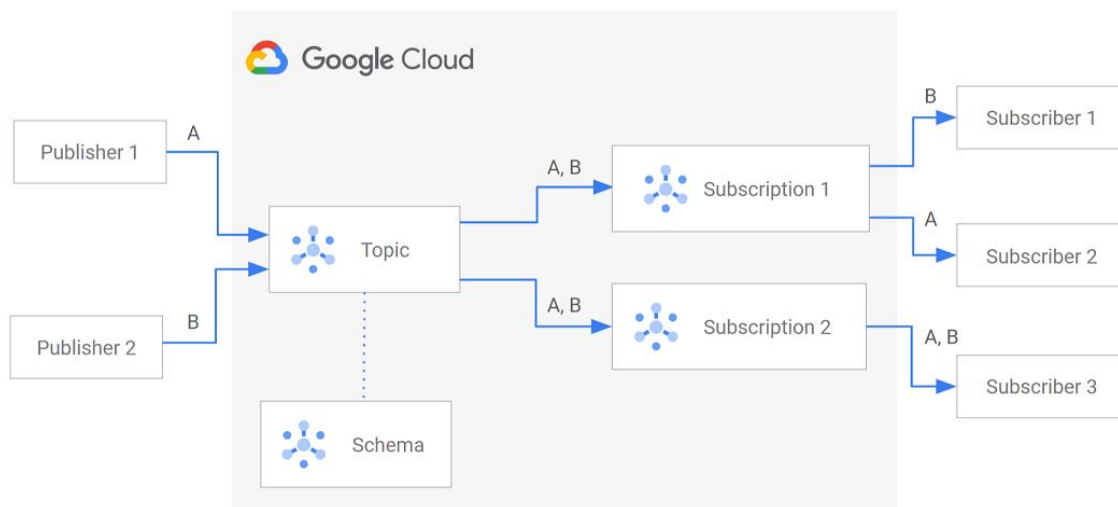 Google Cloud
Publisher 1
A
Publisher 2
B
Topic
Schema
A, B
Subscription 1
A, B
Subscription 2
B
Subscriber 1
A
Subscriber 2
A, B
Subscriber 3